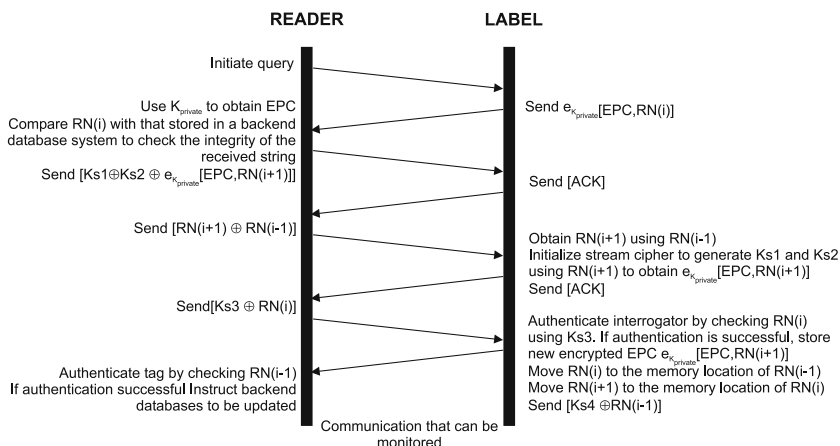 READER
LABEL
Initiate query
Send e_Kprivate[EPC,RN(i)]
Use Kprivate to obtain EPC
Compare RN(i) with that stored in a backend
database system to check the integrity of the
received string
Send [Ks1⊕Ks2 ⊕ e_Kprivate[EPC,RN(i+1)]]
Send [ACK]
Send [RN(i+1) ⊕ RN(i-1)]
Obtain RN(i+1) using RN(i-1)
Initialize stream cipher to generate Ks1 and Ks2
using RN(i+1) to obtain e_Kprivate[EPC,RN(i+1)]
Send [ACK]
Send[Ks3 ⊕ RN(i)]
Authenticate interrogator by checking RN(i)
using Ks3. If authentication is successful, store
new encrypted EPC e_Kprivate[EPC,RN(i+1)]
Move RN(i) to the memory location of RN(i-1)
Move RN(i+1) to the memory location of RN(i)
Send [Ks4 ⊕RN(i-1)]
Authenticate tag by checking RN(i-1)
If authentication successful Instruct backend
databases to be updated
Communication that can be
monitored